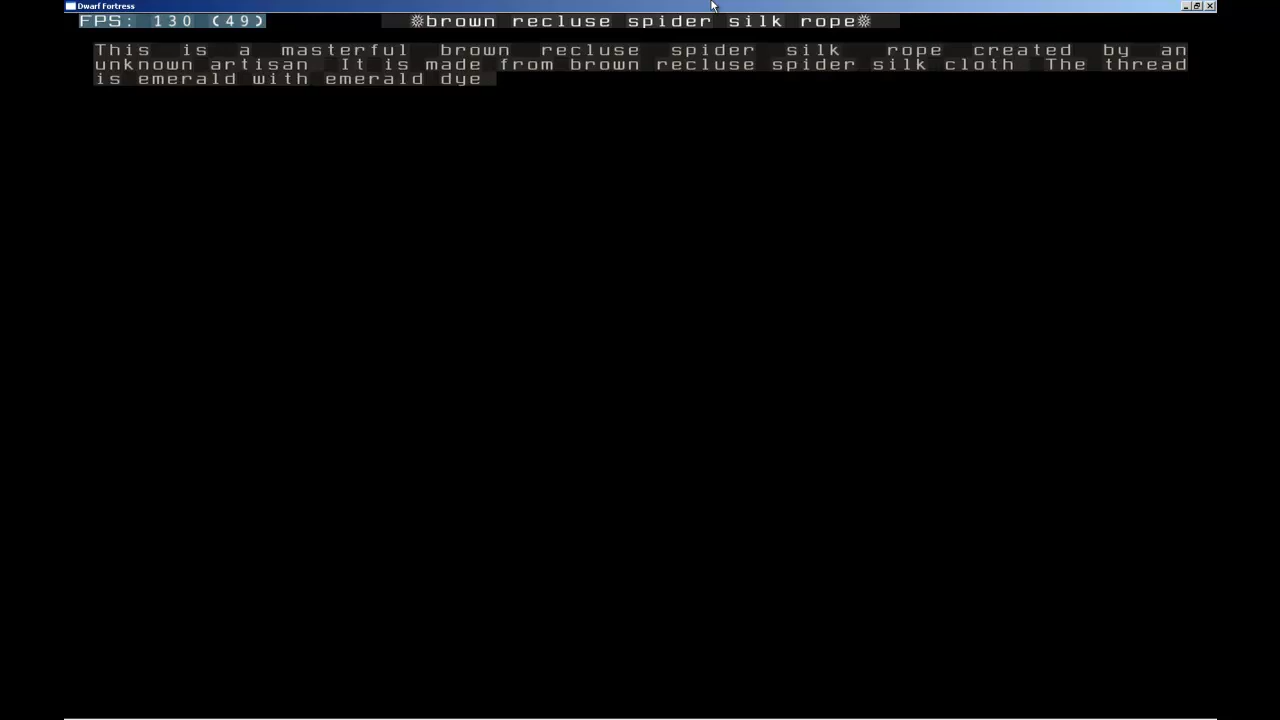 Dwarf Fortress
FPS: 130 (49)
☼brown recluse spider silk rope☼
This is a masterful brown recluse spider silk rope created by an
unknown artisan It is made from brown recluse spider silk cloth The thread
is emerald with emerald dye